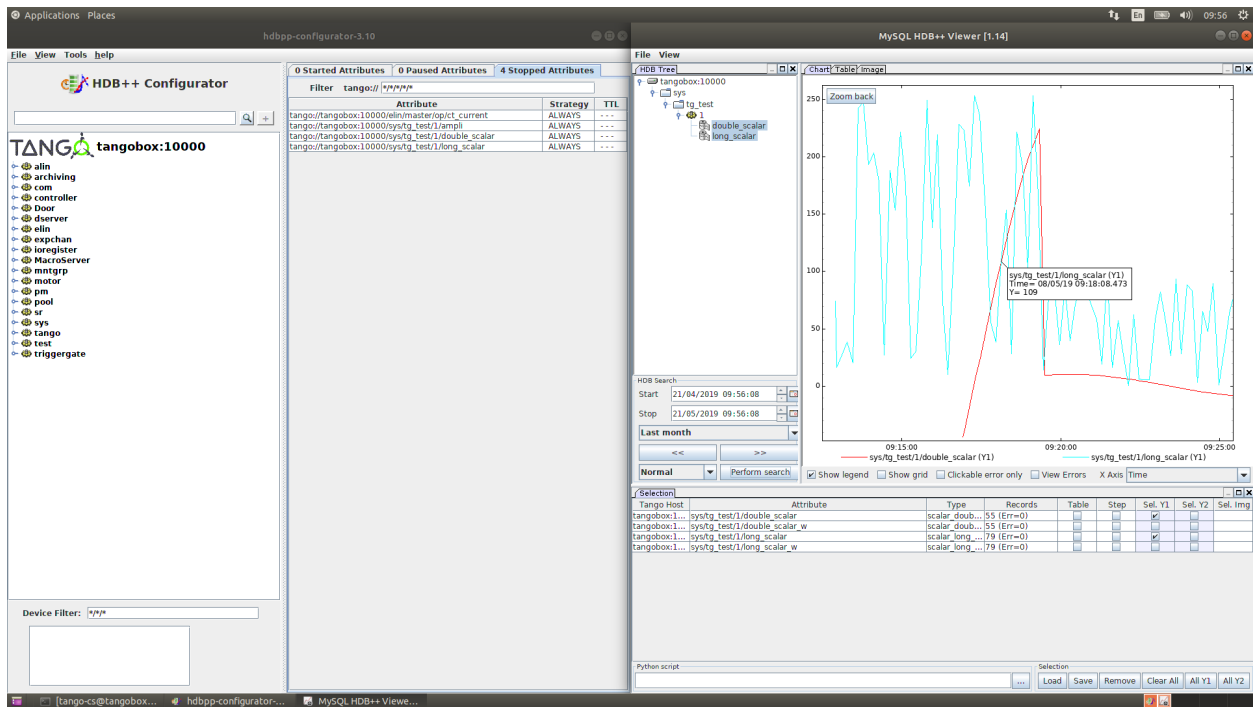 Applications Places
En 09:56
hdbpp-configurator-3.10
MySQL HDB++ Viewer [1.14]
File View Tools help
HDB++ Configurator
TANGO tangobox:10000
alin
archiving
com
controller
Door
dserver
elin
expchan
ioregister
MacroServer
mntgrp
motor
pm
pool
sr
sys
tango
test
triggergate
Device Filter: */*/*
0 Started Attributes 0 Paused Attributes 4 Stopped Attributes
Filter tango:// */*/*/*/*
Attribute Strategy TTL
tango://tangobox:10000/elin/master/op/ct_current ALWAYS - - -
tango://tangobox:10000/sys/tg_test/1/ampli ALWAYS - - -
tango://tangobox:10000/sys/tg_test/1/double_scalar ALWAYS - - -
tango://tangobox:10000/sys/tg_test/1/long_scalar ALWAYS - - -
File View
HDB Tree
tangobox:10000
sys
tg_test
1
double_scalar
long_scalar
HDB Search
Start 21/04/2019 09:56:08
Stop 21/05/2019 09:56:08
Last month
<< >>
Normal Perform search
Chart Table Image
Zoom back
250
200
150
100
50
0
sys/tg_test/1/long_scalar (Y1)
Time= 08/05/19 09:18:08.473
Y= 109
09:15:00 09:20:00 09:25:00
sys/tg_test/1/double_scalar (Y1) sys/tg_test/1/long_scalar (Y1)
Show legend Show grid Clickable error only View Errors X Axis Time
Selection
Tango Host Attribute Type Records Table Step Sel. Y1 Sel. Y2 Sel. Img
tangobox:1... sys/tg_test/1/double_scalar scalar_doub... 55 (Err=0)
tangobox:1... sys/tg_test/1/double_scalar_w scalar_doub... 55 (Err=0)
tangobox:1... sys/tg_test/1/long_scalar scalar_long_... 79 (Err=0)
tangobox:1... sys/tg_test/1/long_scalar_w scalar_long_... 79 (Err=0)
Python script
...
Selection
Load Save Remove Clear All All Y1 All Y2
[tango-cs@tangobox... hdbpp-configurator-... MySQL HDB++ Viewe...